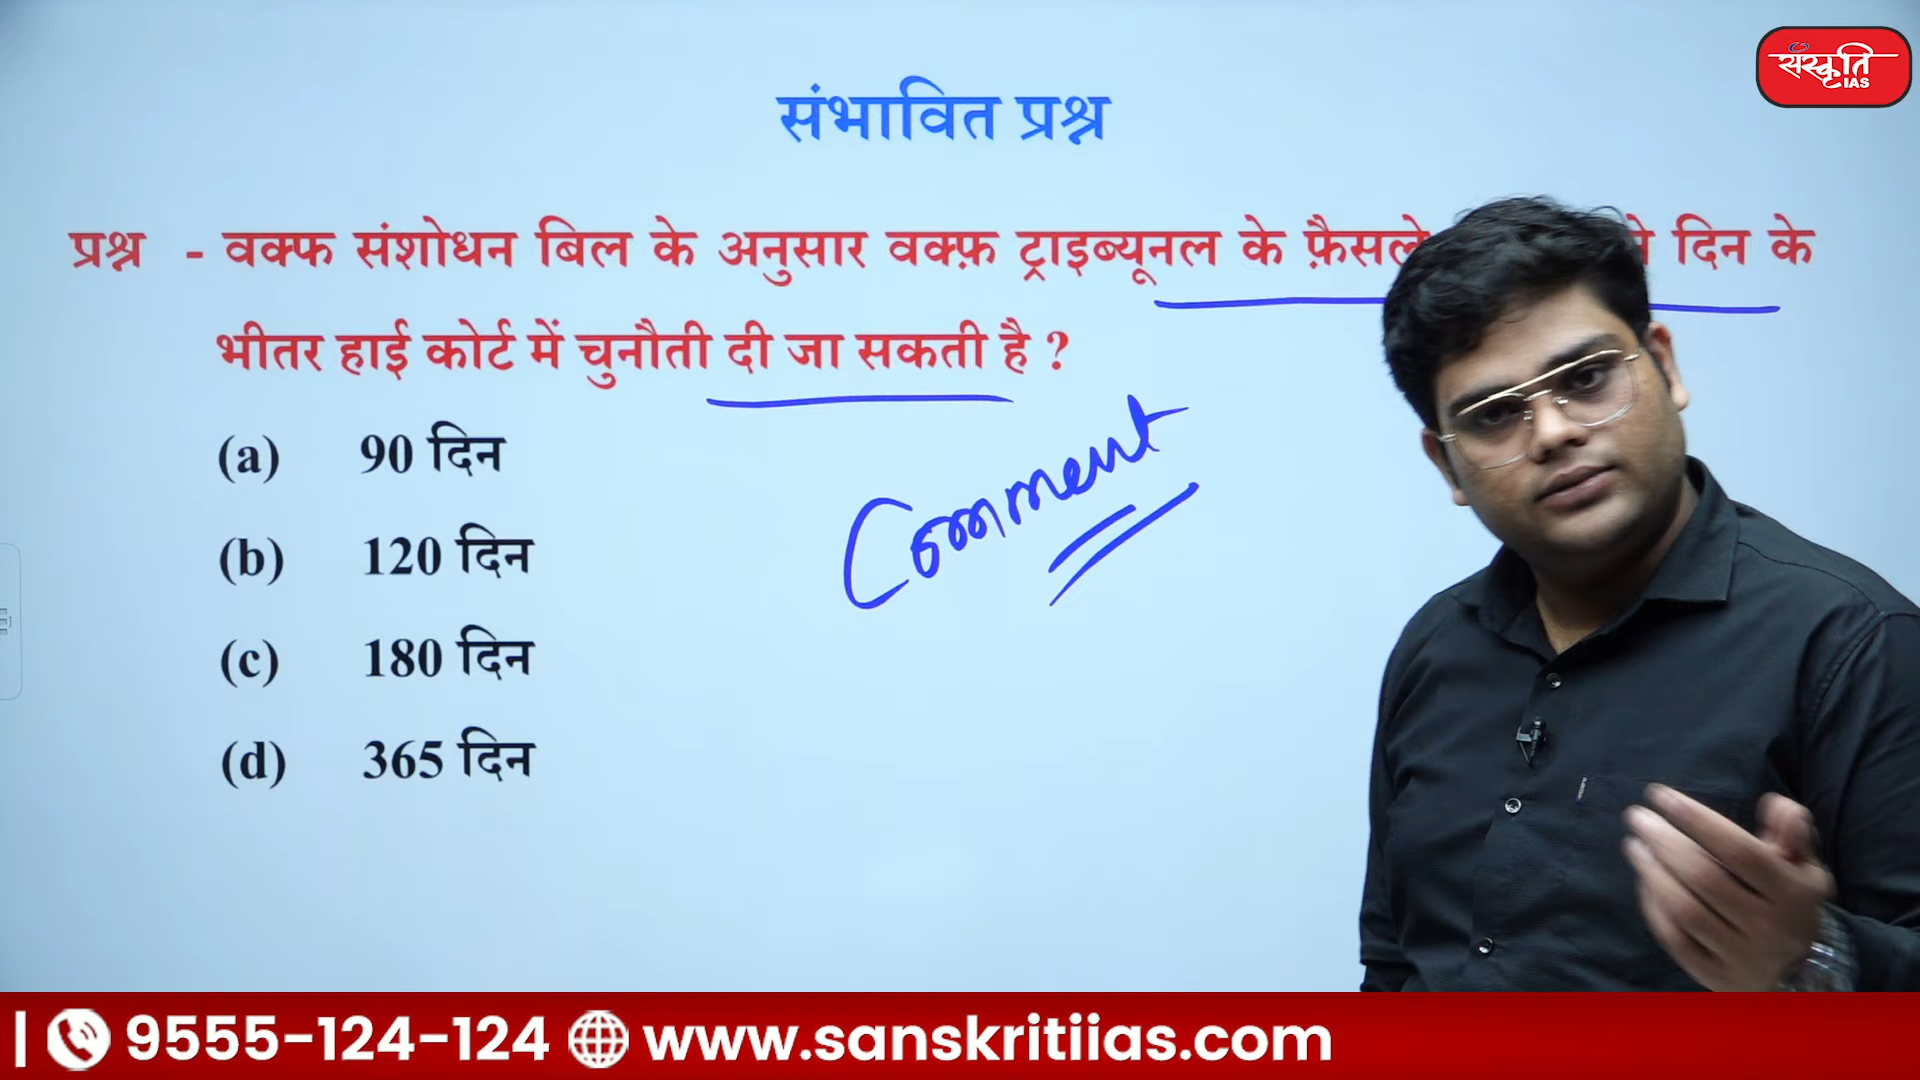 संस्कृति
IAS
संभावित प्रश्न
प्रश्न - वक्फ संशोधन बिल के अनुसार वक्फ़ ट्राइब्यूनल के फ़ैसले दिन के
भीतर हाई कोर्ट में चुनौती दी जा सकती है ?
(a) 90 दिन
(b) 120 दिन
(c) 180 दिन
(d) 365 दिन
Comment
9555-124-124 www.sanskritiias.com